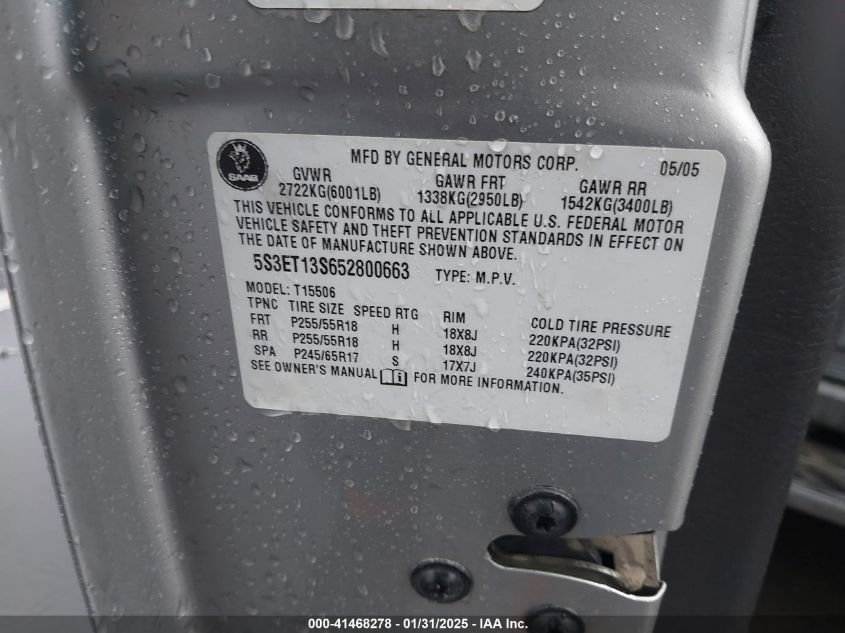 SAAB
MFD BY GENERAL MOTORS CORP. 05/05
GVWR GAWR FRT GAWR RR
2722KG(6001LB) 1338KG(2950LB) 1542KG(3400LB)
THIS VEHICLE CONFORMS TO ALL APPLICABLE U.S. FEDERAL MOTOR
VEHICLE SAFETY AND THEFT PREVENTION STANDARDS IN EFFECT ON
THE DATE OF MANUFACTURE SHOWN ABOVE.
5S3ET13S652800663 TYPE: M.P.V.
MODEL: T15506
TPNC TIRE SIZE SPEED RTG RIM COLD TIRE PRESSURE
FRT P255/55R18 H 18X8J 220KPA(32PSI)
RR P255/55R18 H 18X8J 220KPA(32PSI)
SPA P245/65R17 S 17X7J 240KPA(35PSI)
SEE OWNER'S MANUAL FOR MORE INFORMATION.
000-41468278 - 01/31/2025 - IAA Inc.